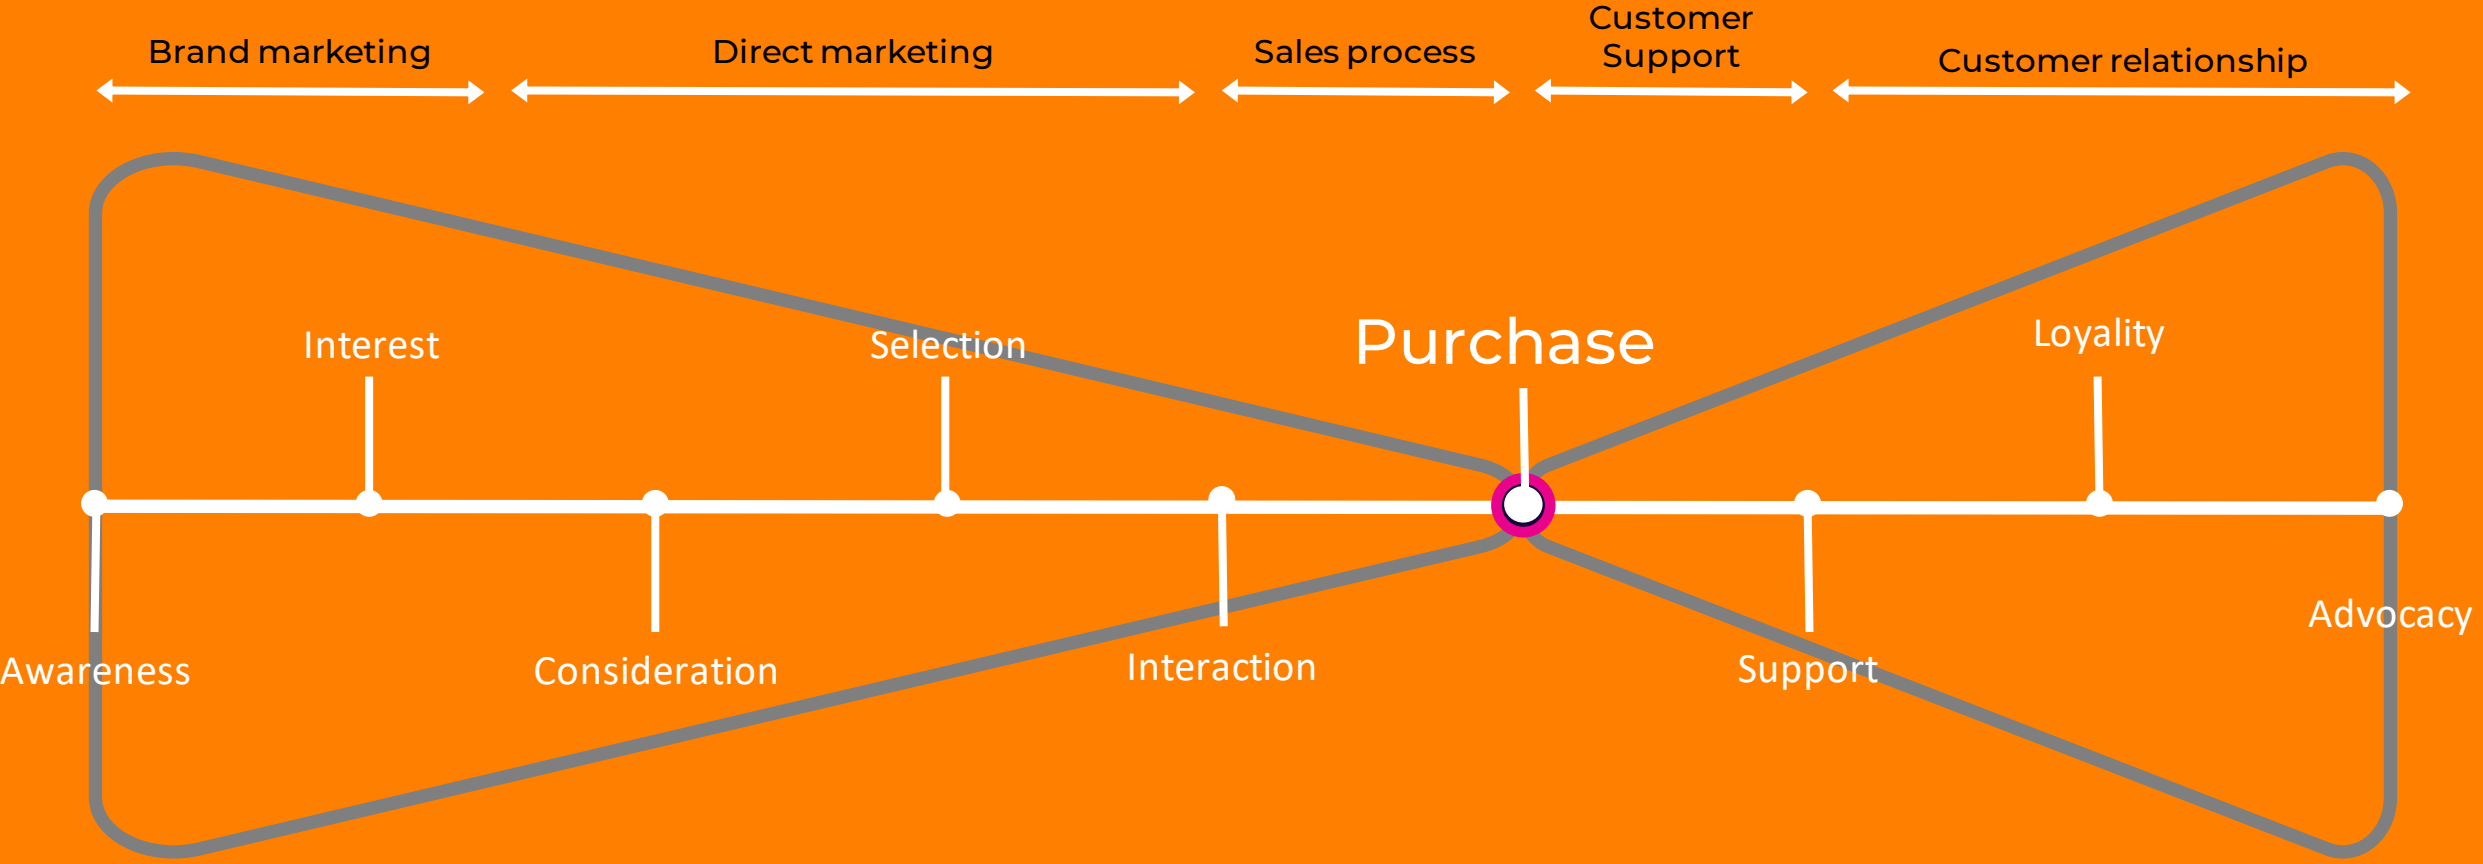 Brand marketing
Direct marketing
Sales process
Customer
Support
Customer relationship
Interest
Selection
Purchase
Loyality
Awareness
Consideration
Interaction
Support
Advocacy